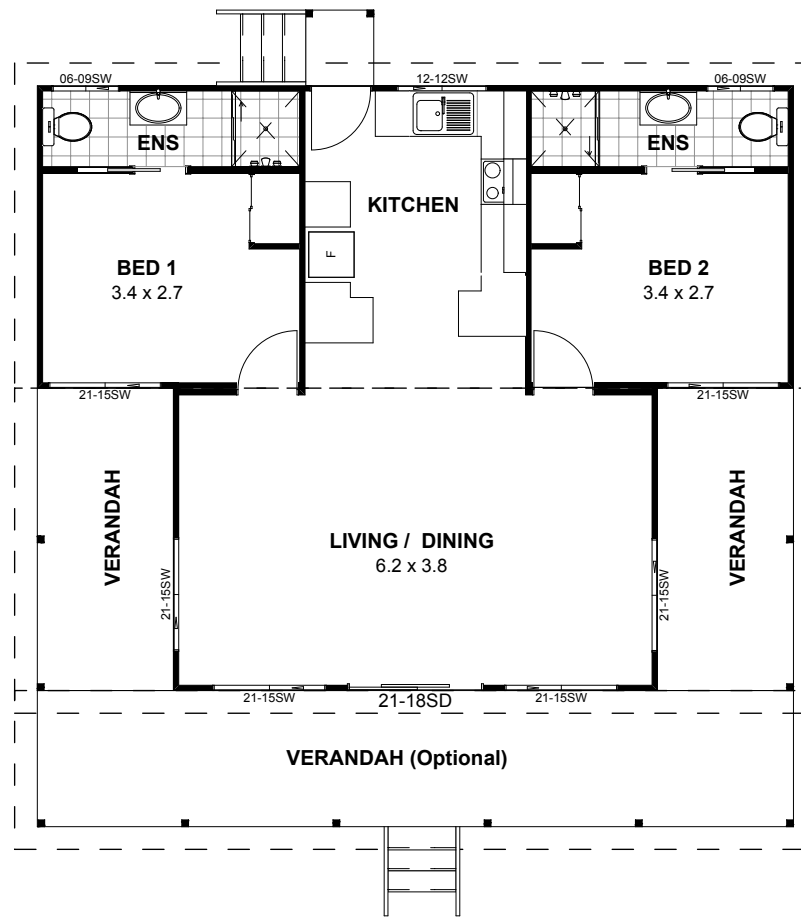 06-09SW
12-12SW
06-09SW
ENS
ENS
KITCHEN
F
BED 1
3.4 x 2.7
BED 2
3.4 x 2.7
21-15SW
21-15SW
VERANDAH
VERANDAH
LIVING / DINING
6.2 x 3.8
21-15SW
21-15SW
21-15SW
21-18SD
21-15SW
VERANDAH (Optional)